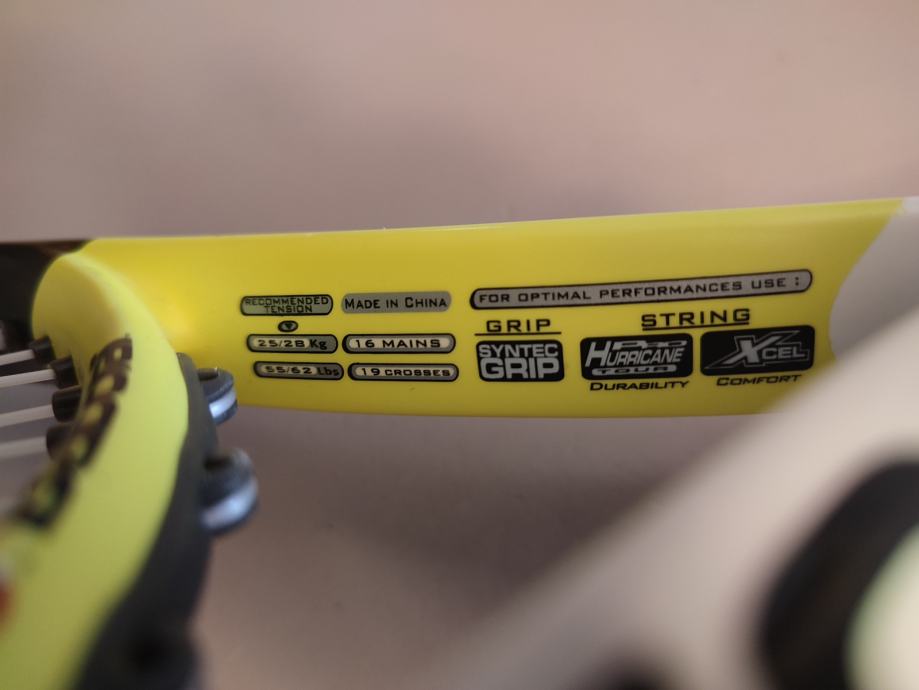 RECOMMENDED
TENSION
25/28 Kg
55/62 Lbs
MADE IN CHINA
16 MAINS
19 CROSSES
FOR OPTIMAL PERFORMANCES USE :
GRIP
SYNTEC
GRIP
STRING
PRO
HURRICANE
TOUR
DURABILITY
XCEL
COMFORT